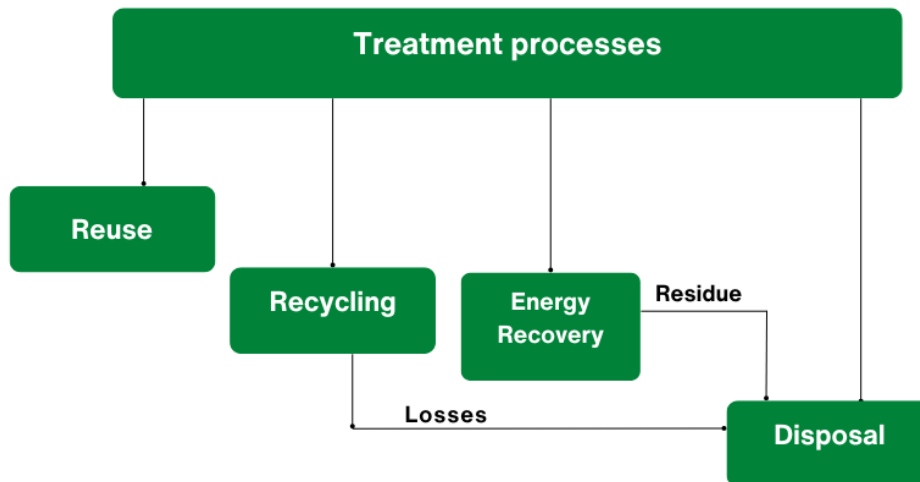 Treatment processes
Reuse
Recycling
Energy
Recovery
Residue
Losses
Disposal